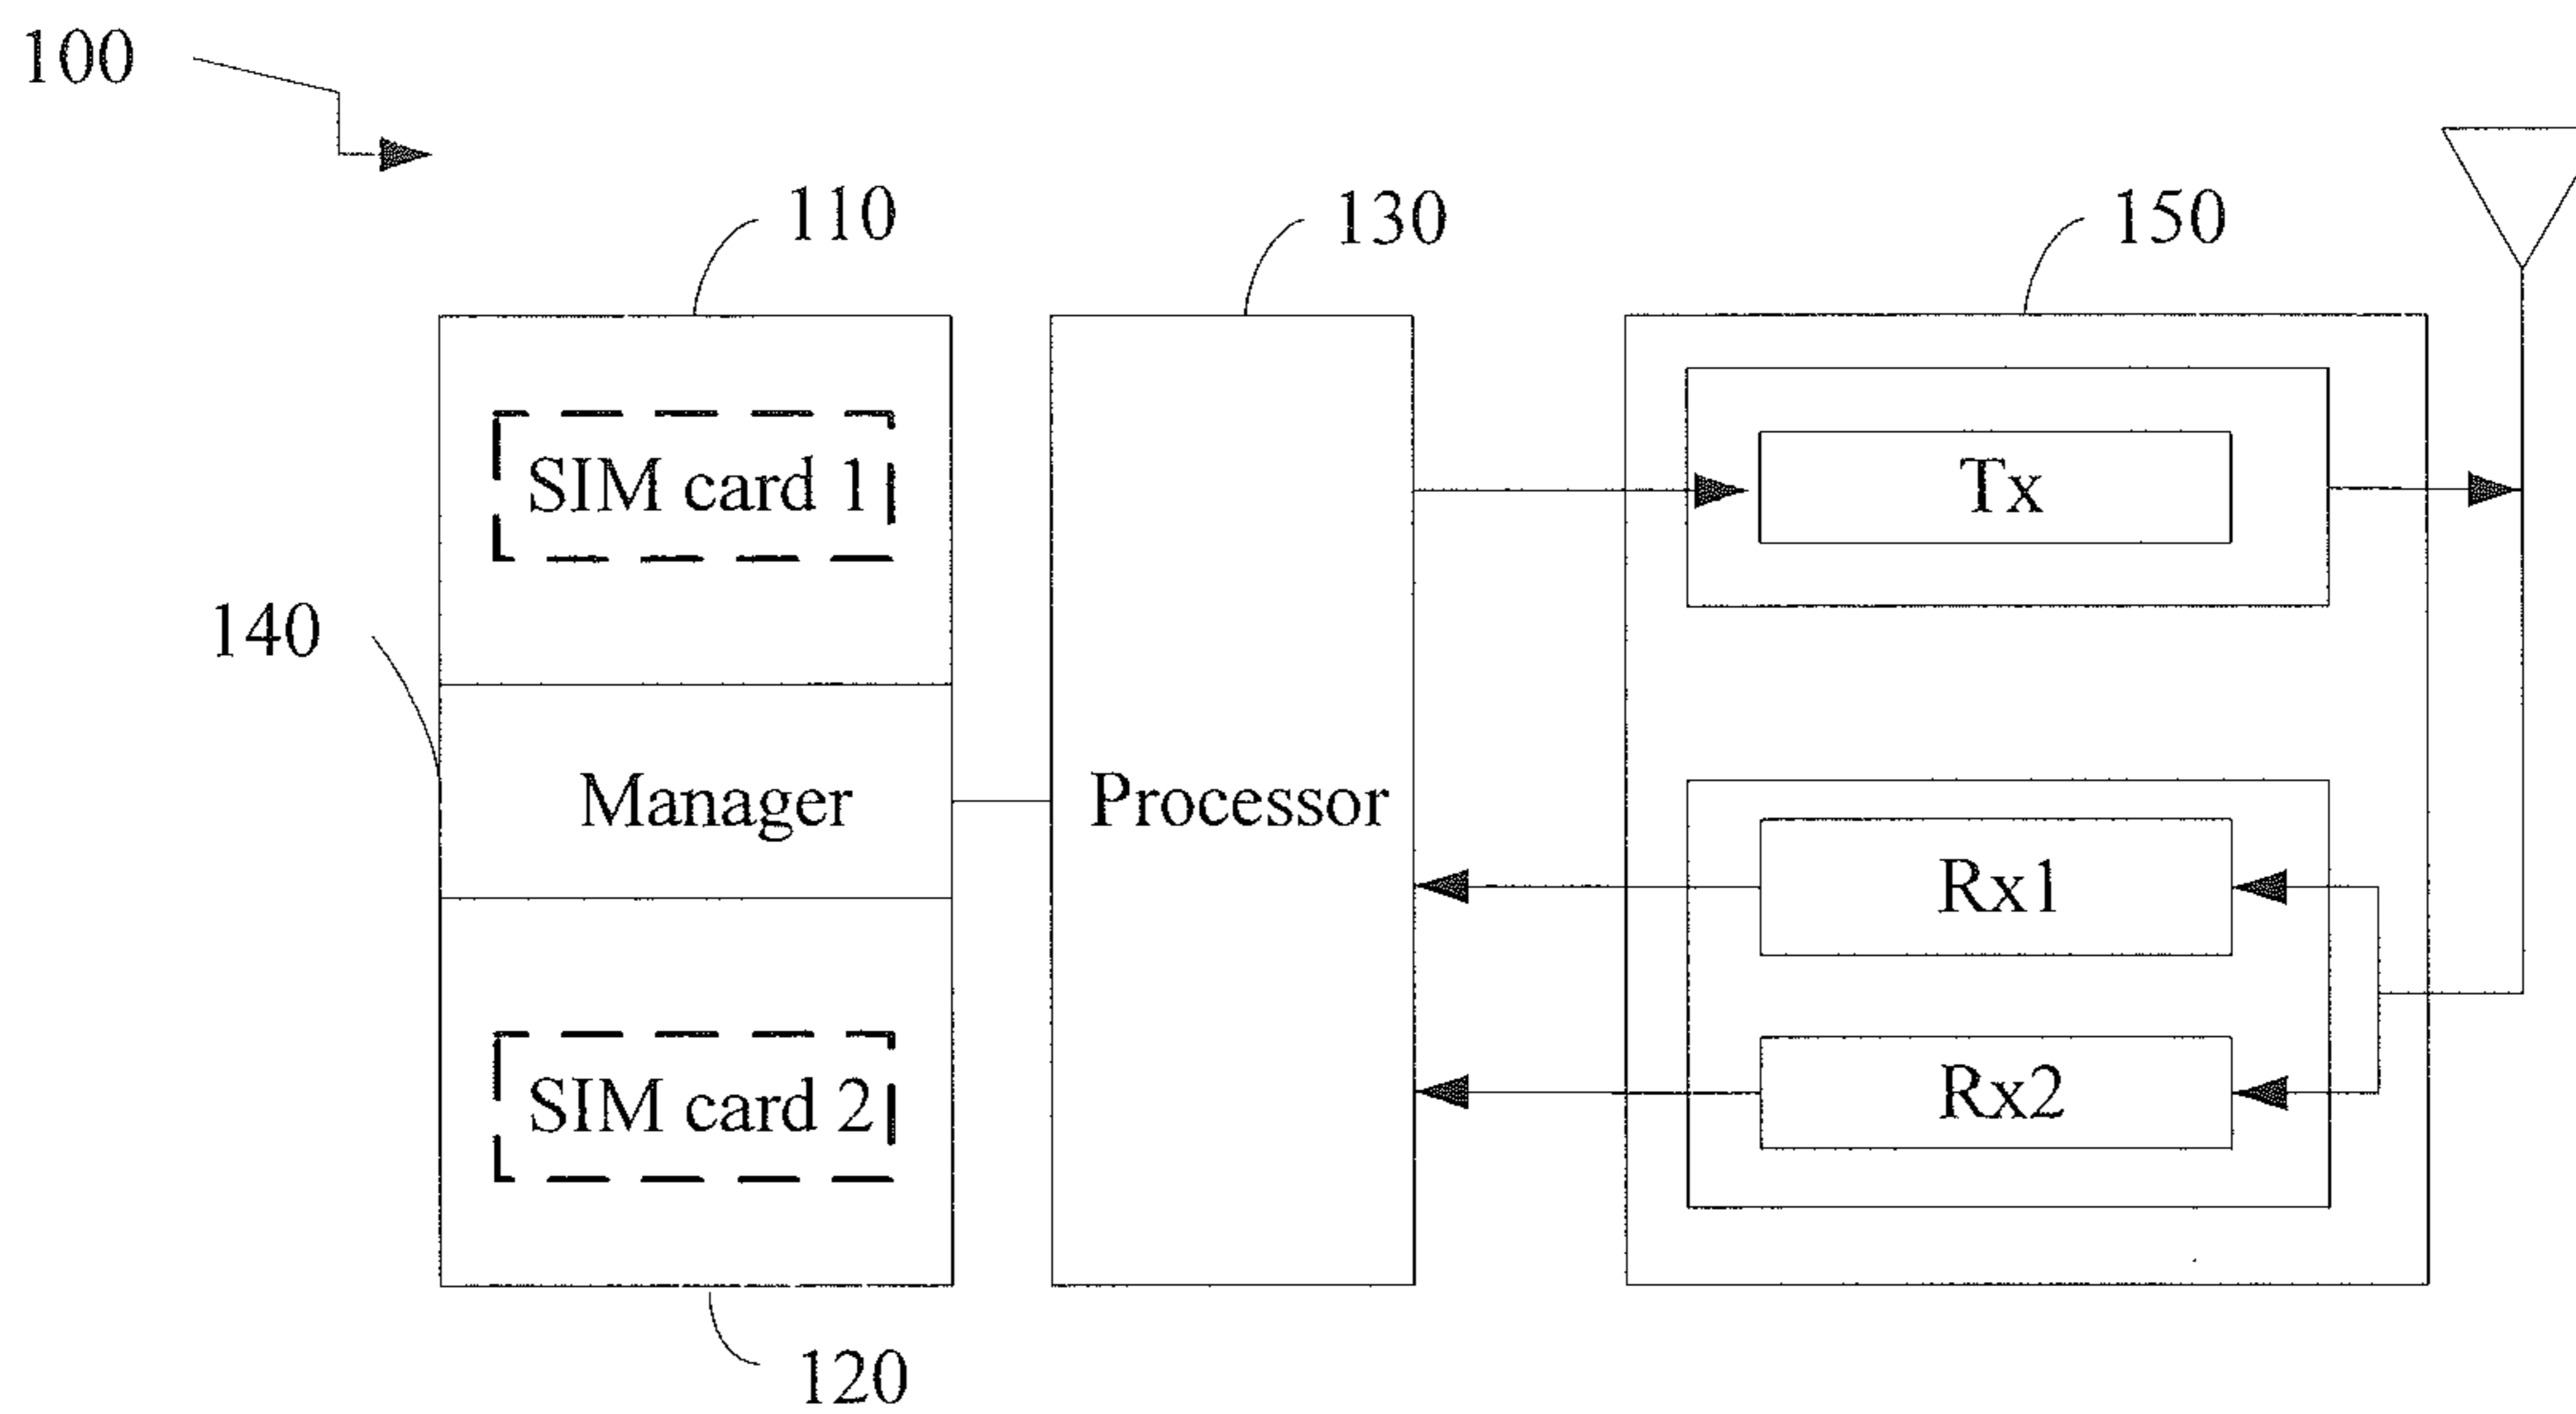 100
110
130
150
SIM card 1
Tx
140
Manager
Processor
Rx1
SIM card 2
Rx2
120